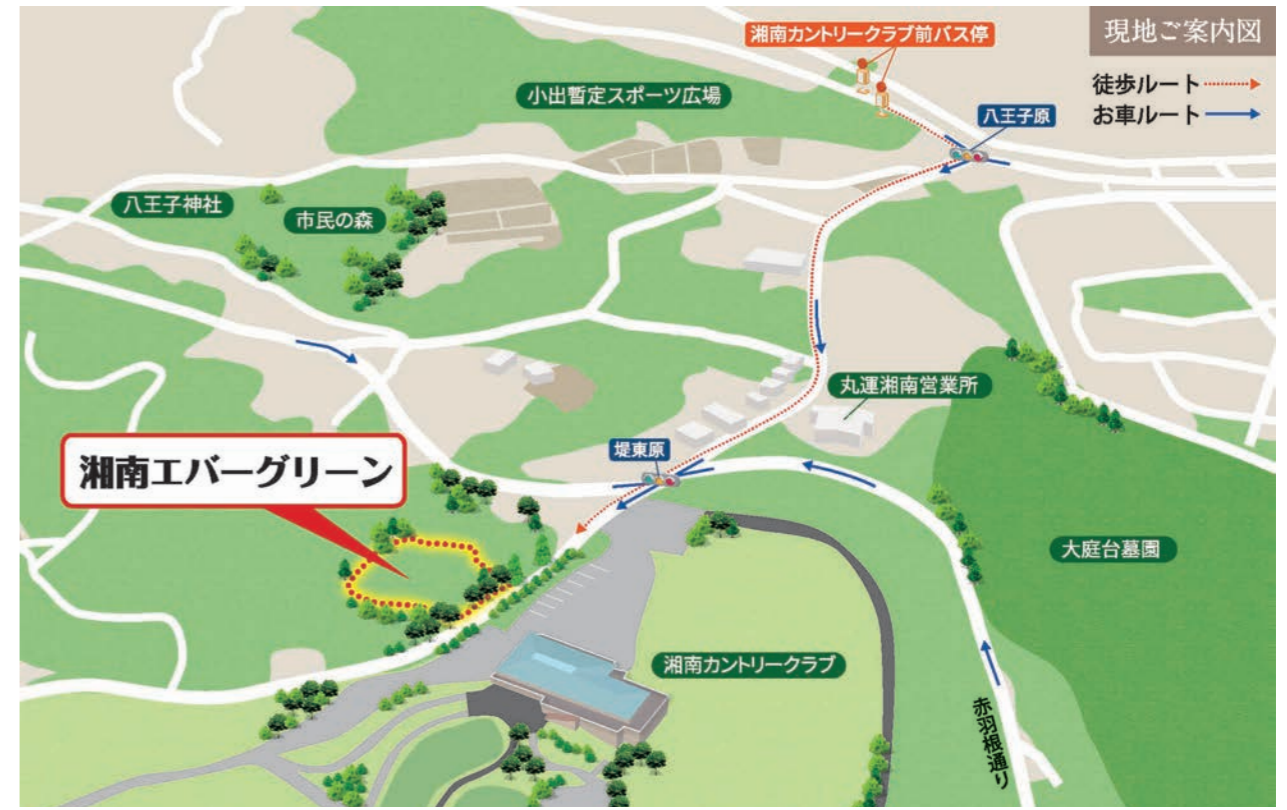 現地ご案内図
徒歩ルート
お車ルート
湘南カントリークラブ前バス停
小出暫定スポーツ広場
八王子原
八王子神社
市民の森
丸運湘南営業所
堤東原
湘南エバーグリーン
大庭台墓園
湘南カントリークラブ
赤羽根通り